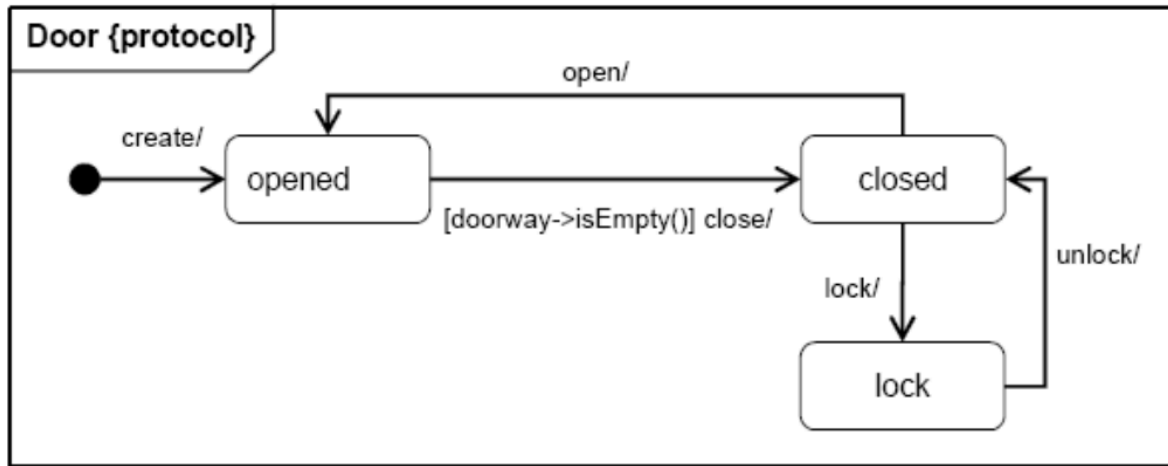 Door {protocol}
open/
create/
opened
closed
[doorway->isEmpty()] close/
unlock/
lock/
lock